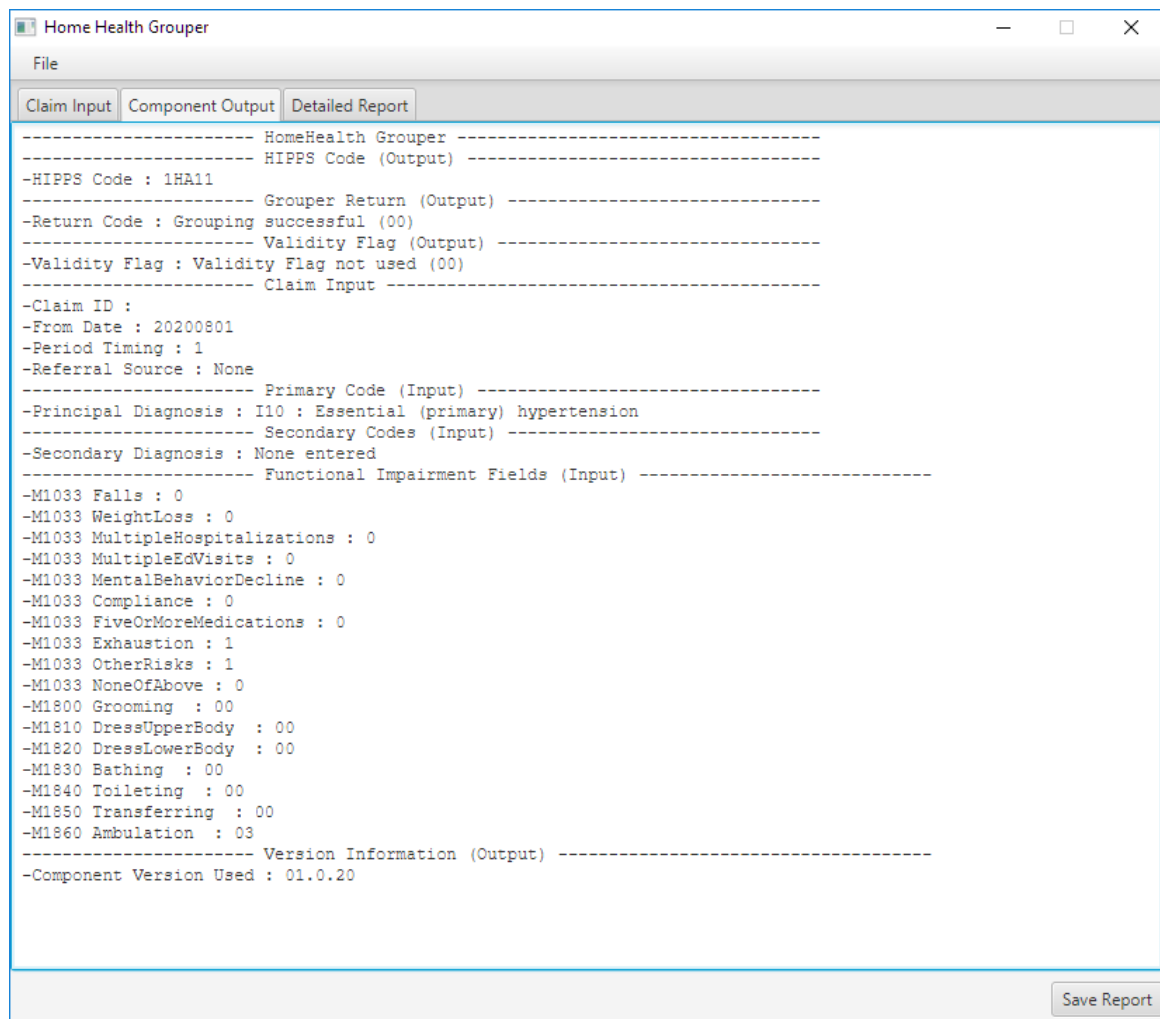 Home Health Grouper
File
Claim Input Component Output Detailed Report
----------------------- HomeHealth Grouper ------------------------------------
----------------------- HIPPS Code (Output) -----------------------------------
-HIPPS Code : 1HA11
----------------------- Grouper Return (Output) -------------------------------
-Return Code : Grouping successful (00)
----------------------- Validity Flag (Output) --------------------------------
-Validity Flag : Validity Flag not used (00)
----------------------- Claim Input -------------------------------------------
-Claim ID :
-From Date : 20200801
-Period Timing : 1
-Referral Source : None
----------------------- Primary Code (Input) ----------------------------------
-Principal Diagnosis : I10 : Essential (primary) hypertension
----------------------- Secondary Codes (Input) -------------------------------
-Secondary Diagnosis : None entered
----------------------- Functional Impairment Fields (Input) -----------------------------
-M1033 Falls : 0
-M1033 WeightLoss : 0
-M1033 MultipleHospitalizations : 0
-M1033 MultipleEdVisits : 0
-M1033 MentalBehaviorDecline : 0
-M1033 Compliance : 0
-M1033 FiveOrMoreMedications : 0
-M1033 Exhaustion : 1
-M1033 OtherRisks : 1
-M1033 NoneOfAbove : 0
-M1800 Grooming  : 00
-M1810 DressUpperBody  : 00
-M1820 DressLowerBody  : 00
-M1830 Bathing  : 00
-M1840 Toileting  : 00
-M1850 Transferring  : 00
-M1860 Ambulation  : 03
----------------------- Version Information (Output) -------------------------------------
-Component Version Used : 01.0.20
Save Report